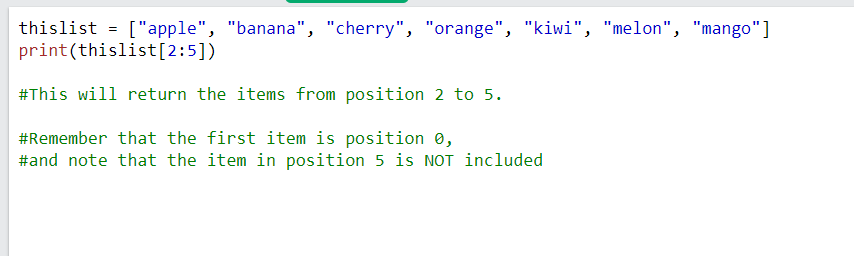 thislist = ["apple", "banana", "cherry", "orange", "kiwi", "melon", "mango"]
print(thislist[2:5])
#This will return the items from position 2 to 5.
#Remember that the first item is position 0,
#and note that the item in position 5 is NOT included